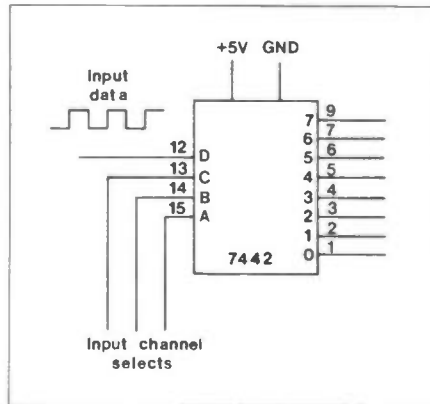 +5V GND
Input
data
12 D
13 C
14 B
15 A
7 9
6 7
5 6
4 5
3 4
2 3
1 2
0 1
7442
Input channel
selects